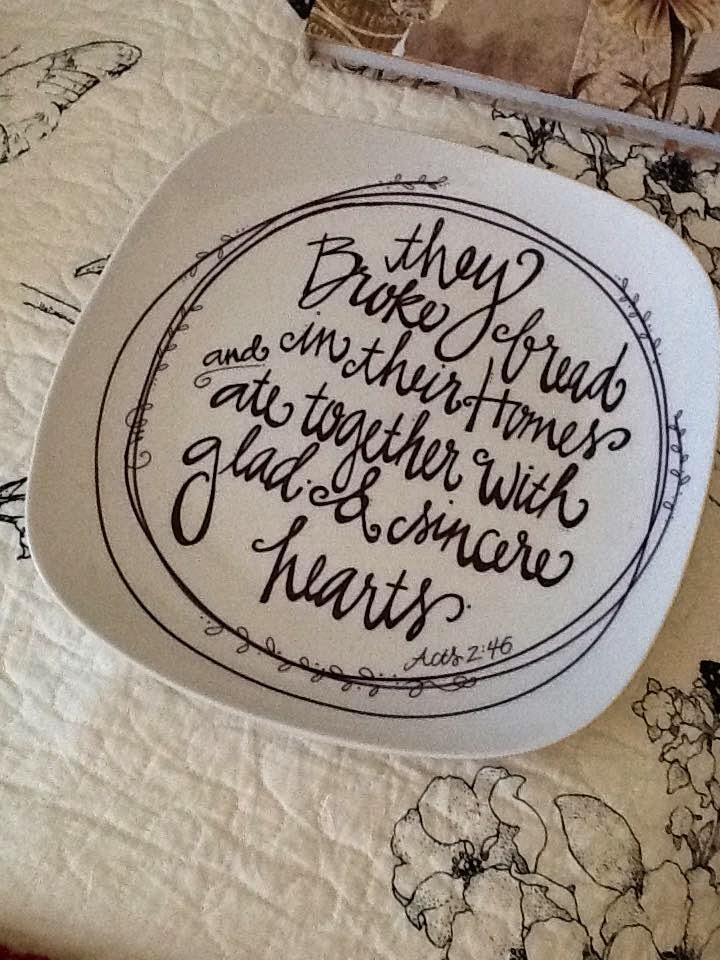 they
Broke bread
and in their Homes
ate together with
glad & sincere
hearts.
Acts 2:46